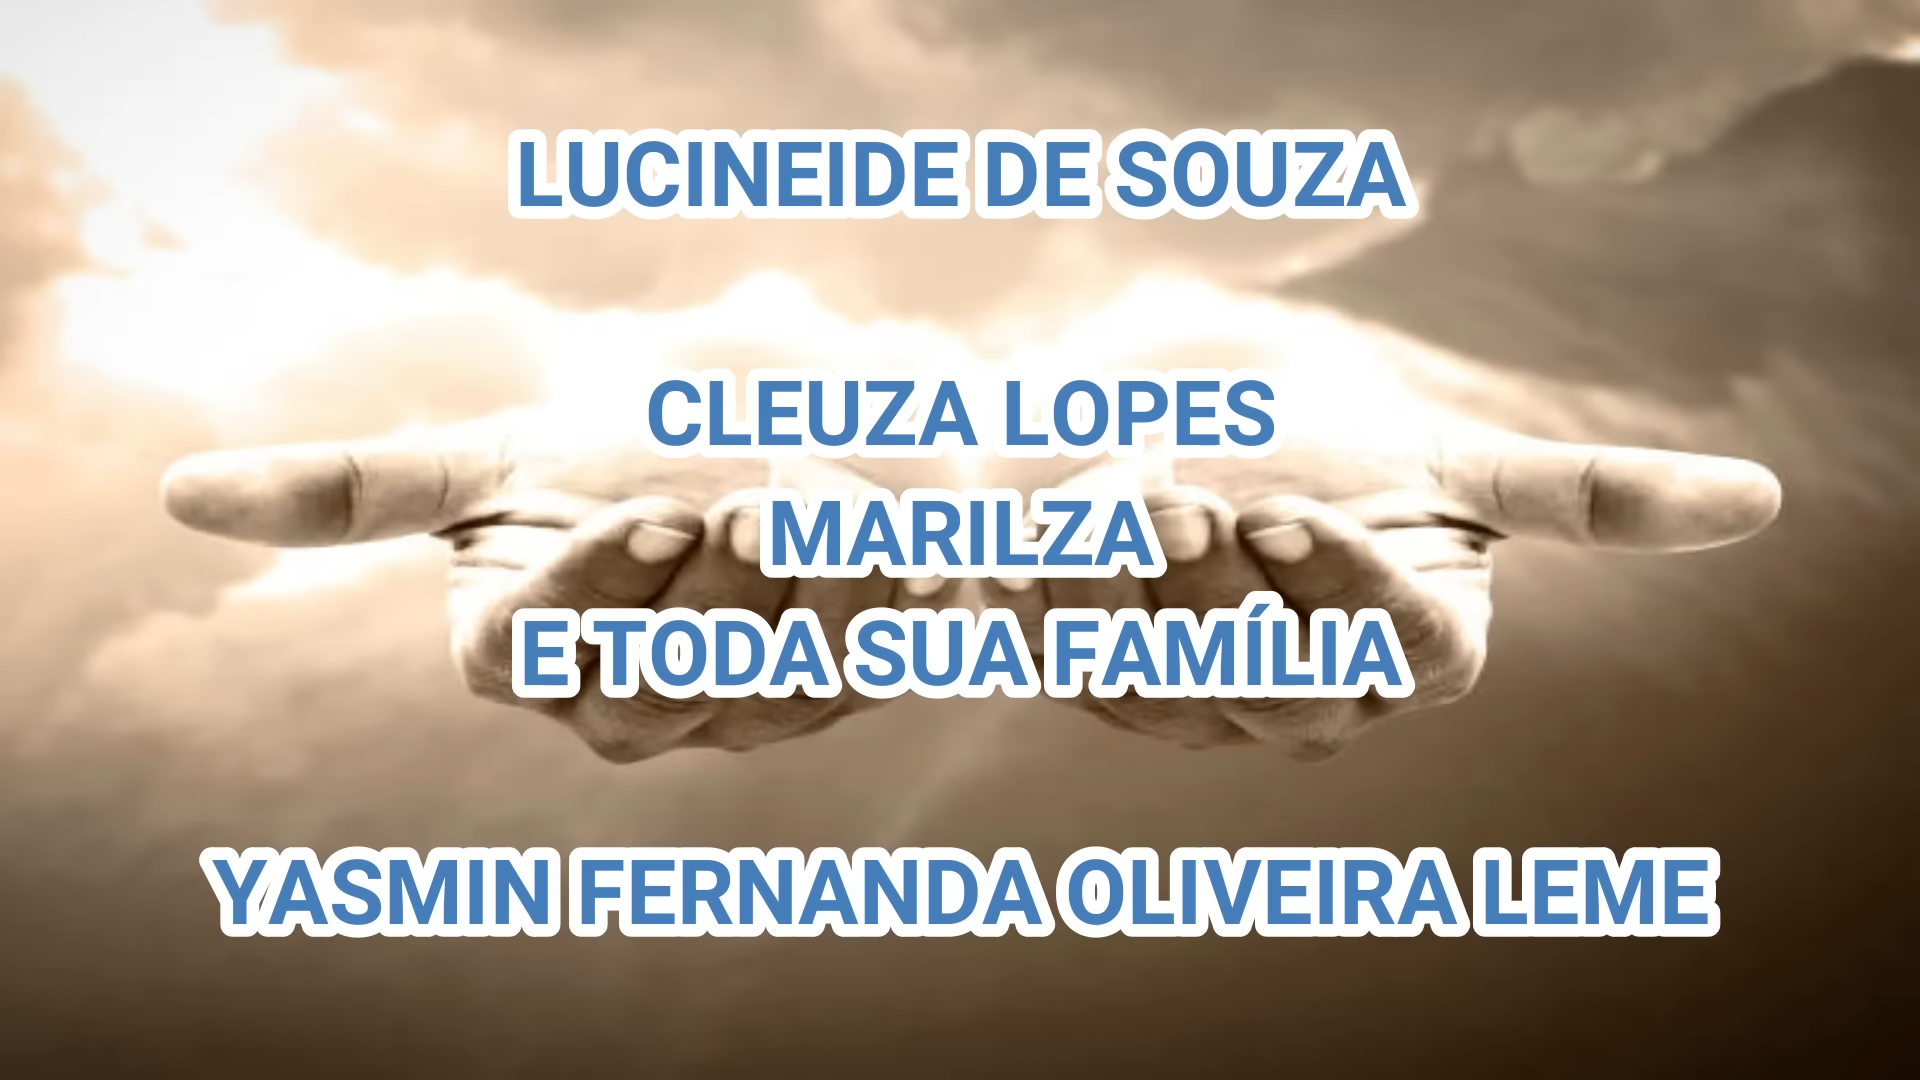 LUCINEIDE DE SOUZA
CLEUZA LOPES
MARILZA
E TODA SUA FAMÍLIA
YASMIN FERNANDA OLIVEIRA LEME